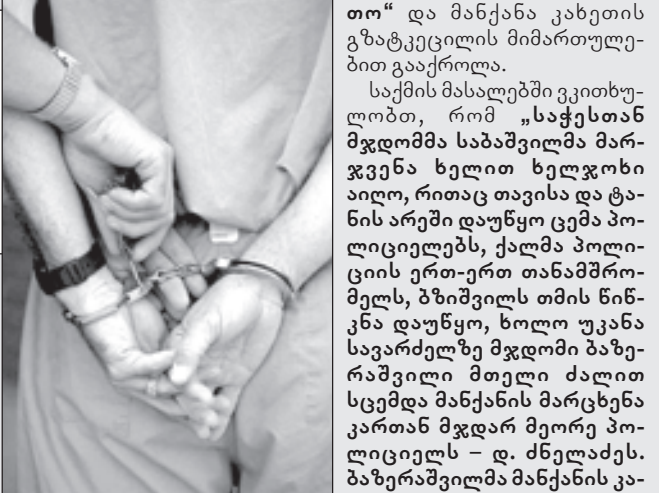 თო“ და მანქანა კახეთის
გზატკეცილის მიმართულე-
ბით გააქროლა.
საქმის მასალებში ვკითხუ-
ლობთ, რომ „საჭესთან
მჯდომმა საბაშვილმა მარ-
ჯვენა ხელით ხელჯოხი
აიღო, რითაც თავისა და ტა-
ნის არეში დაუწყო ცემა პო-
ლიციელებს, ქალმა პოლი-
ციის ერთ-ერთ თანამშრო-
მელს, ბზიშვილს თმის წიწ-
კნა დაუწყო, ხოლო უკანა
სავარძელზე მჯდომი ბაზე-
რაშვილი მთელი ძალით
სცემდა მანქანის მარცხენა
კართან მჯდარ მეორე პო-
ლიციელს – დ. ძნელაძეს.
ბაზერაშვილმა მანქანის კა-